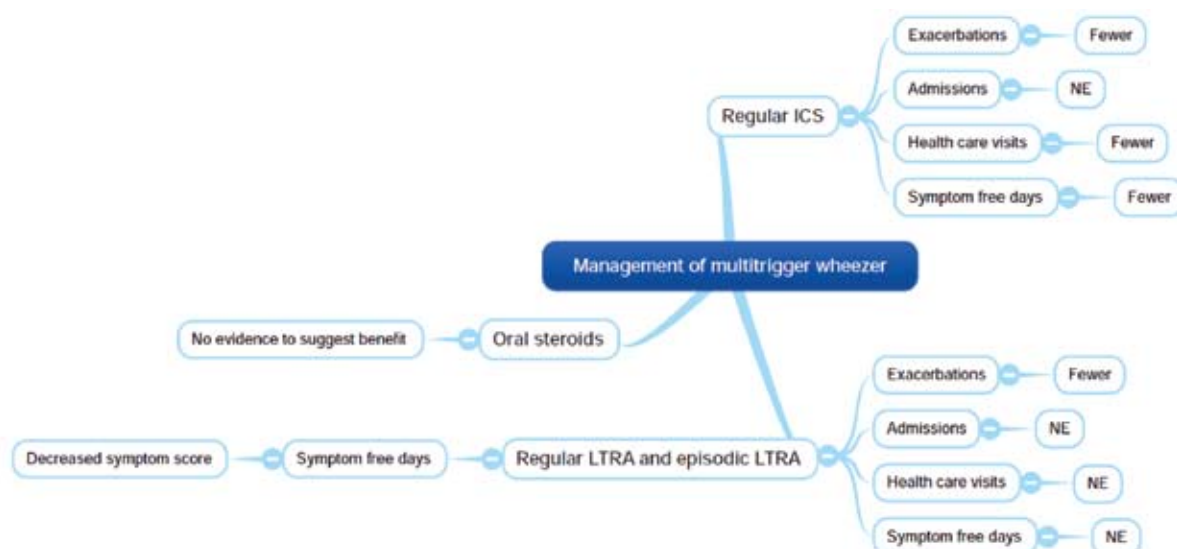 Exacerbations
Fewer
Admissions
NE
Regular ICS
Health care visits
Fewer
Symptom free days
Fewer
Management of multitrigger wheezer
No evidence to suggest benefit
Oral steroids
Exacerbations
Fewer
Admissions
NE
Decreased symptom score
Symptom free days
Regular LTRA and episodic LTRA
Health care visits
NE
Symptom free days
NE